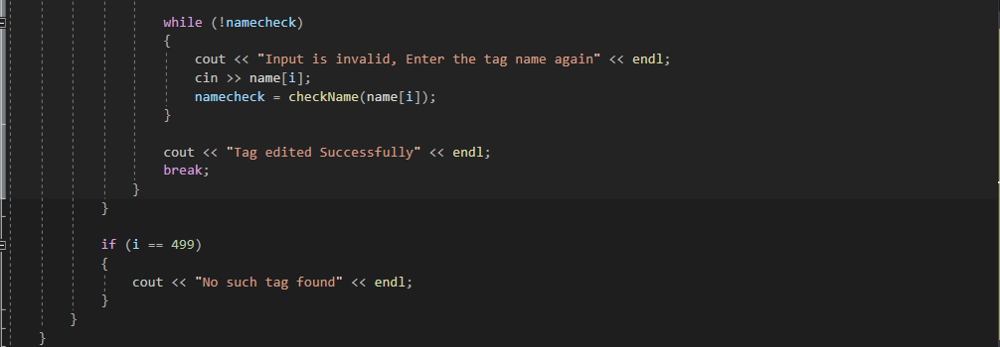 while (!namecheck)
{
cout << "Input is invalid, Enter the tag name again" << endl;
cin >> name[i];
namecheck = checkName(name[i]);
}
cout << "Tag edited Successfully" << endl;
break;
}
}
if (i == 499)
{
cout << "No such tag found" << endl;
}
}
}